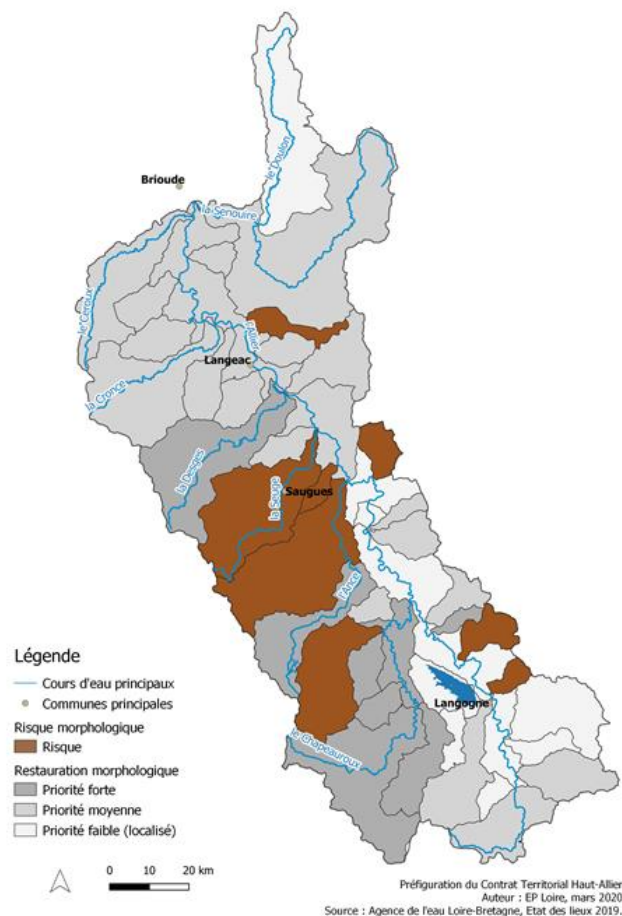 le Doulon
Brioude
la Senouire
le Céroux
l'Allier
Langeac
la Cronce
la Desges
la Seuge
Saugues
l'Ance
Langogne
le Chapeauroux
Légende
Cours d'eau principaux
Communes principales
Risque morphologique
Risque
Restauration morphologique
Priorité forte
Priorité moyenne
Priorité faible (localisé)
0 10 20 km
Préfiguration du Contrat Territorial Haut-Allier
Auteur : EP Loire, mars 2020
Source : Agence de l'eau Loire-Bretagne, Etat des lieux 2019.